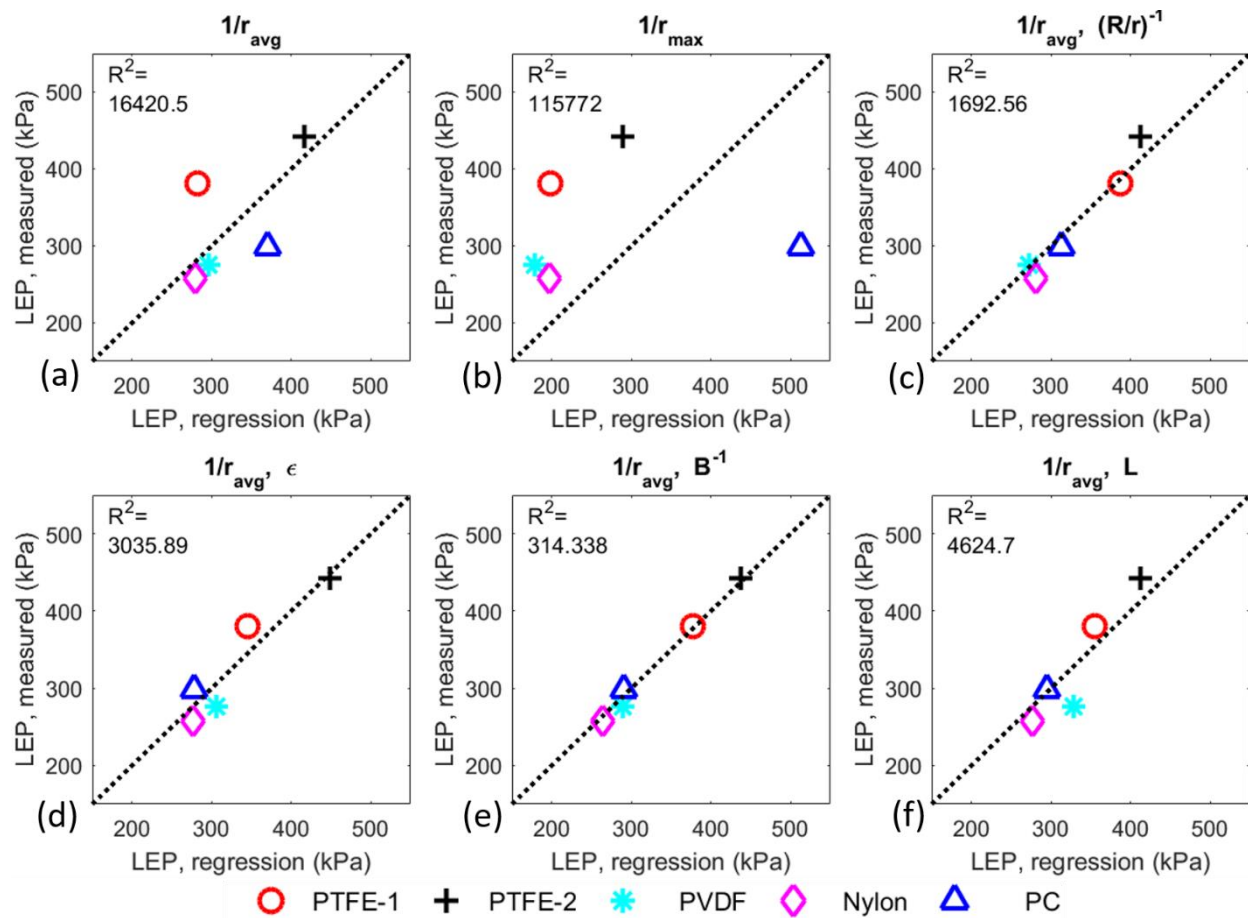 1/r_avg
R²=
16420.5
LEP, measured (kPa)
500
400
300
200
200 300 400 500
LEP, regression (kPa)
(a)
1/r_max
R²=
115772
LEP, measured (kPa)
500
400
300
200
200 300 400 500
LEP, regression (kPa)
(b)
1/r_avg, (R/r)⁻¹
R²=
1692.56
LEP, measured (kPa)
500
400
300
200
200 300 400 500
LEP, regression (kPa)
(c)
1/r_avg, ϵ
R²=
3035.89
LEP, measured (kPa)
500
400
300
200
200 300 400 500
LEP, regression (kPa)
(d)
1/r_avg, B⁻¹
R²=
314.338
LEP, measured (kPa)
500
400
300
200
200 300 400 500
LEP, regression (kPa)
(e)
1/r_avg, L
R²=
4624.7
LEP, measured (kPa)
500
400
300
200
200 300 400 500
LEP, regression (kPa)
(f)
PTFE-1 PTFE-2 PVDF Nylon PC